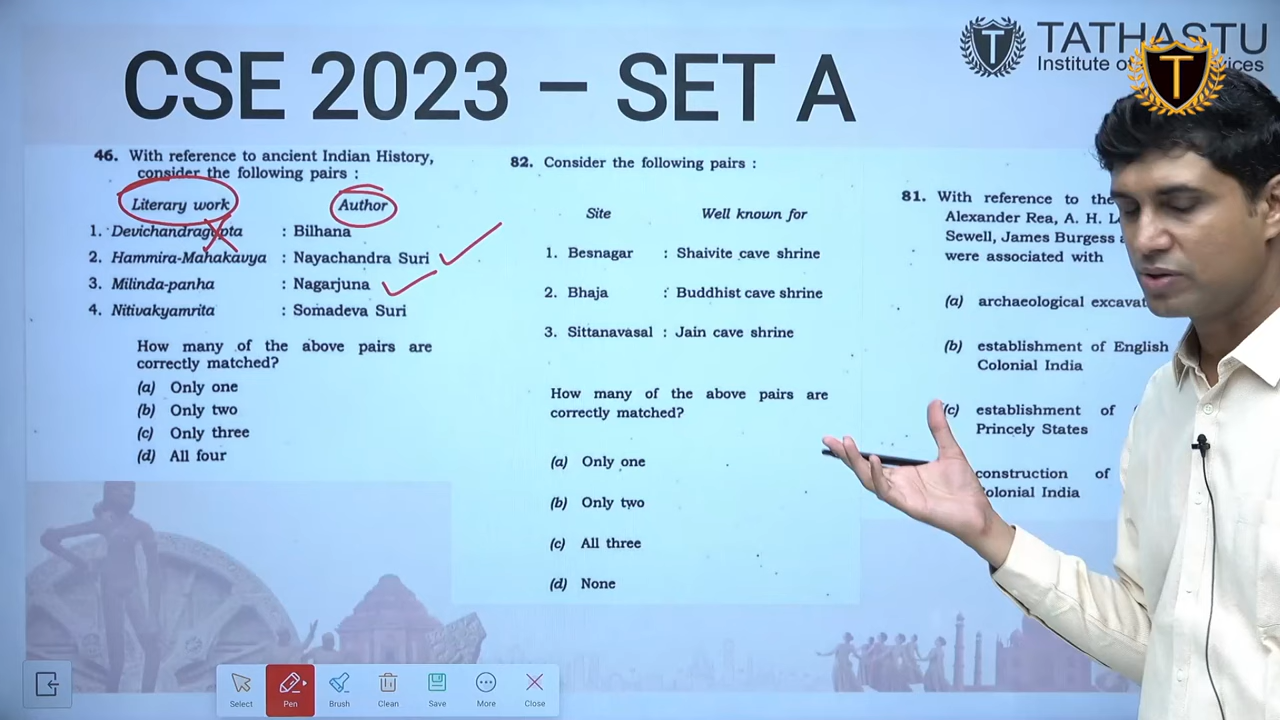 CSE 2023 – SET A
TATHASTU
Institute of
46. With reference to ancient Indian History,
consider the following pairs :
Literary work Author
1. Devichandragupta : Bilhana
2. Hammira-Mahakavya : Nayachandra Suri
3. Milinda-panha : Nagarjuna
4. Nitivakyamrita : Somadeva Suri
How many of the above pairs are
correctly matched?
(a) Only one
(b) Only two
(c) Only three
(d) All four
82. Consider the following pairs :
Site Well known for
1. Besnagar : Shaivite cave shrine
2. Bhaja : Buddhist cave shrine
3. Sittanavasal : Jain cave shrine
How many of the above pairs are
correctly matched?
(a) Only one
(b) Only two
(c) All three
(d) None
81. With reference to the
Alexander Rea, A. H.
Sewell, James Burgess
were associated with
(a) archaeological
(b) establishment of English
Colonial India
(c) establishment of
Princely States
construction of
Colonial India
Select
Pen
Brush
Clean
Save
More
Close
T
T